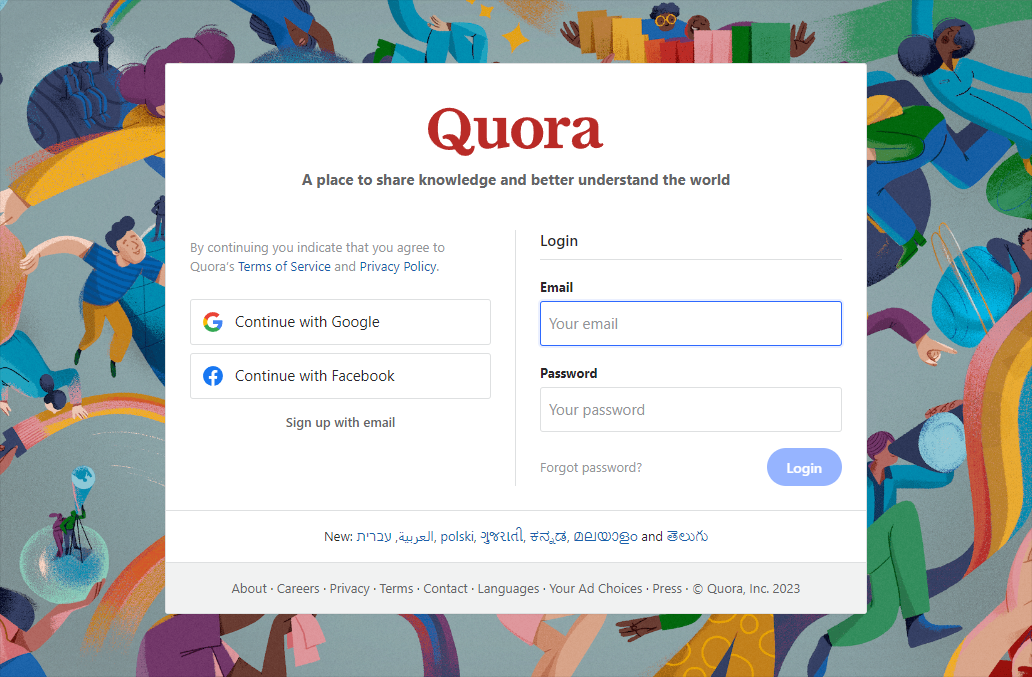 Quora
A place to share knowledge and better understand the world
By continuing you indicate that you agree to
Quora's Terms of Service and Privacy Policy.
Continue with Google
Continue with Facebook
Sign up with email
Login
Email
Your email
Password
Your password
Forgot password?
Login
New: עברית, العربية, polski, ગુજરાતી, ಕನ್ನಡ, മലയാളം and తెలుగు
About · Careers · Privacy · Terms · Contact · Languages · Your Ad Choices · Press · © Quora, Inc. 2023